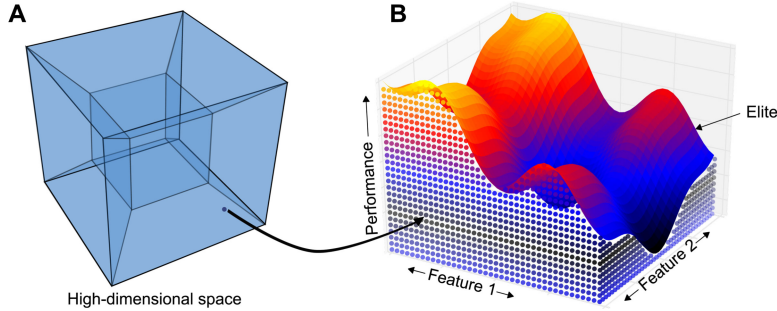 A
B
Elite
Performance
Feature 1
Feature 2
High-dimensional space